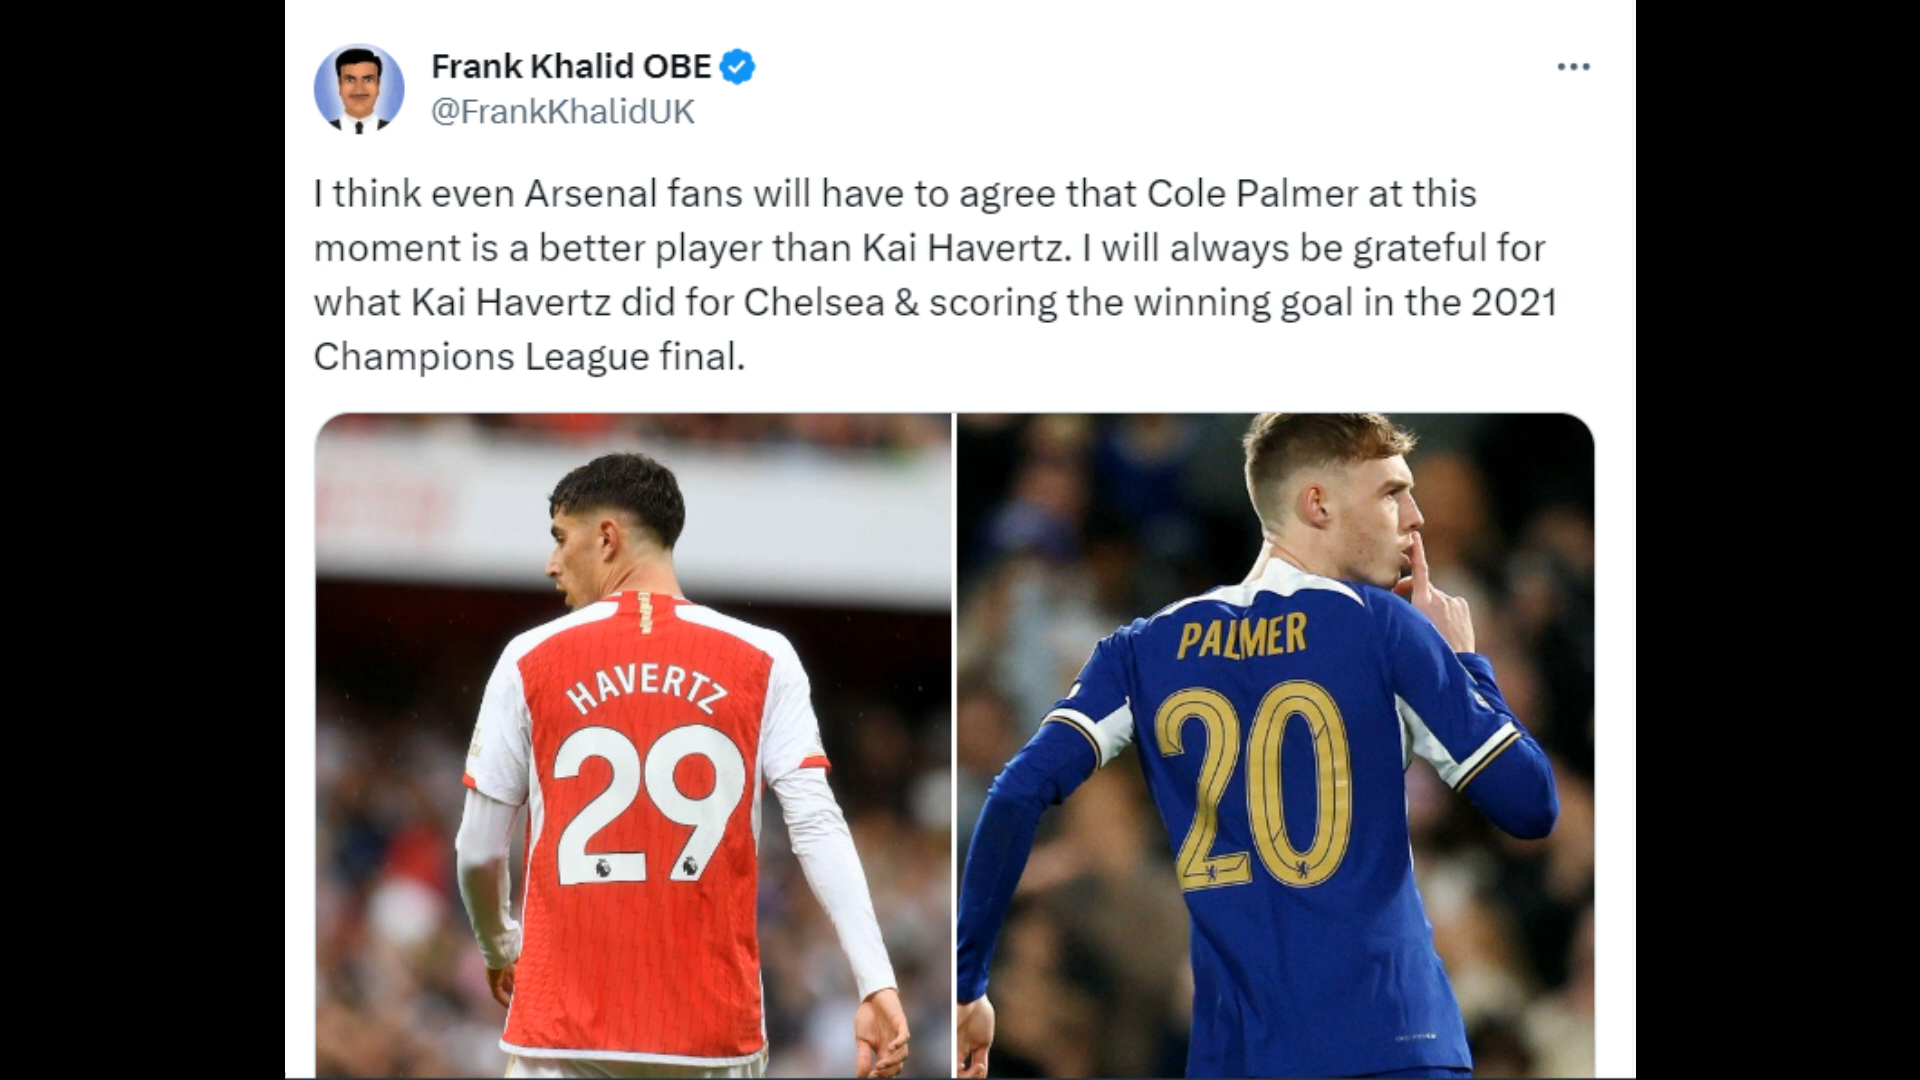 Frank Khalid OBE
@FrankKhalidUK
I think even Arsenal fans will have to agree that Cole Palmer at this
moment is a better player than Kai Havertz. I will always be grateful for
what Kai Havertz did for Chelsea & scoring the winning goal in the 2021
Champions League final.
HAVERTZ
29
PALMER
20